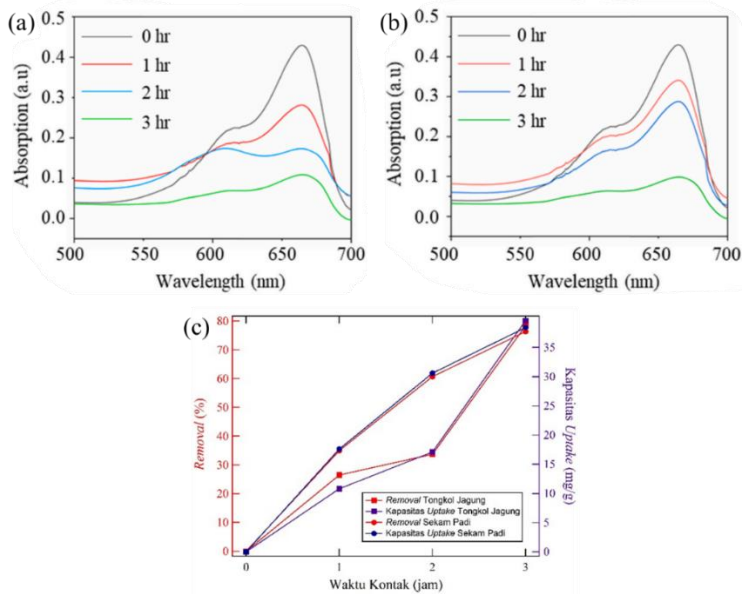 (a)
0.5
0.4
0.3
0.2
0.1
0.0
Absorption (a.u)
0 hr
1 hr
2 hr
3 hr
500
550
600
650
700
Wavelength (nm)
(b)
0.5
0.4
0.3
0.2
0.1
0.0
Absorption (a.u)
0 hr
1 hr
2 hr
3 hr
500
550
600
650
700
Wavelength (nm)
(c)
80
70
60
50
40
30
20
10
0
Removal (%)
35
30
25
20
15
10
5
0
Kapasitas Uptake (mg/g)
Removal Tongkol Jagung
Kapasitas Uptake Tongkol Jagung
Removal Sekam Padi
Kapasitas Uptake Sekam Padi
0
1
2
3
Waktu Kontak (jam)